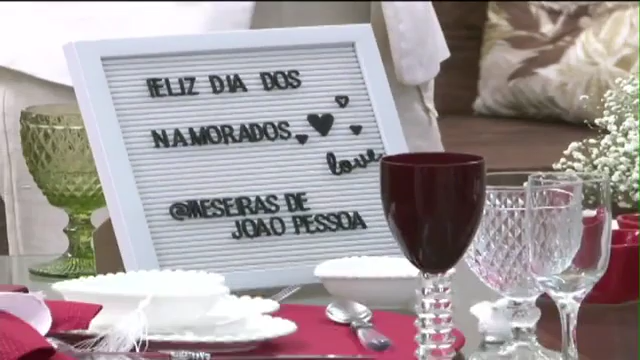 FELIZ DIA DOS
NAMORADOS
love
@MESEIRAS DE
JOAO PESSOA